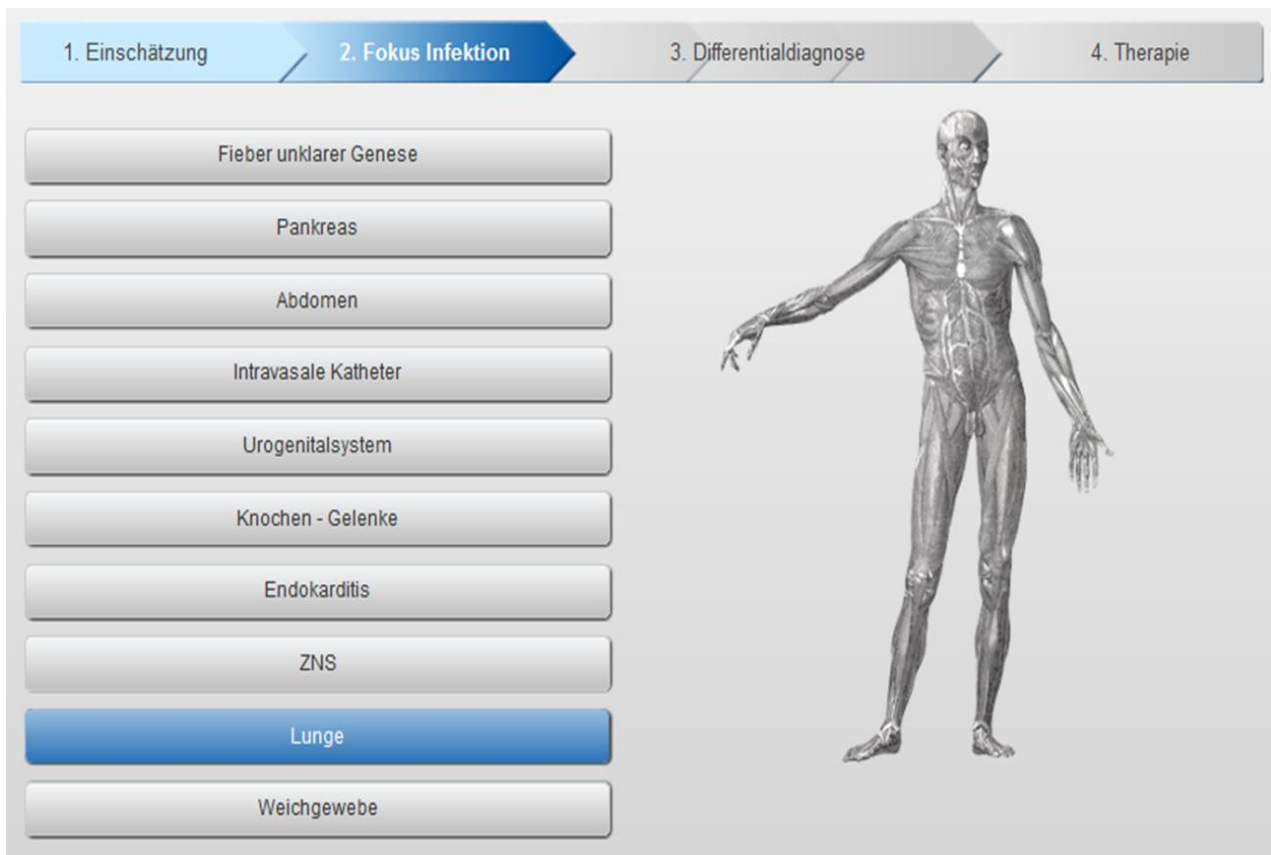 1. Einschätzung
2. Fokus Infektion
3. Differentialdiagnose
4. Therapie
Fieber unklarer Genese
Pankreas
Abdomen
Intravasale Katheter
Urogenitalsystem
Knochen - Gelenke
Endokarditis
ZNS
Lunge
Weichgewebe